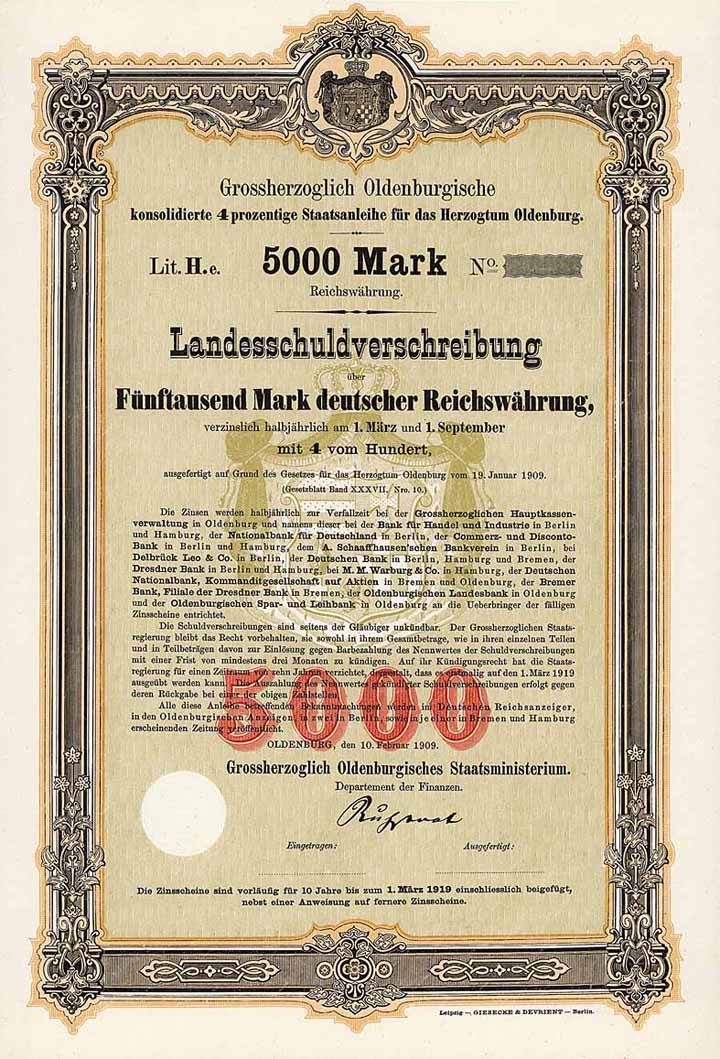 Grossherzoglich Oldenburgische
konsolidierte 4 prozentige Staatsanleihe für das Herzogtum Oldenburg.
Lit. H. e. 5000 Mark No.
Reichswährung.
Landesschuldverschreibung
über
Fünftausend Mark deutscher Reichswährung,
verzinslich halbjährlich am 1. März und 1. September
mit 4 vom Hundert,
ausgefertigt auf Grund des Gesetzes für das Herzogtum Oldenburg vom 19. Januar 1909.
(Gesetzblatt Band XXXVII, Nro. 10.)
Die Zinsen werden halbjährlich zur Verfallzeit bei der Grossherzoglichen Hauptkassen-
verwaltung in Oldenburg und namens dieser bei der Bank für Handel und Industrie in Berlin
und Hamburg, der Nationalbank für Deutschland in Berlin, der Commerz- und Disconto-
Bank in Berlin und Hamburg, dem A. Schaaffhausen'schen Bankverein in Berlin, bei
Delbrück Leo & Co. in Berlin, der Deutschen Bank in Berlin, Hamburg und Bremen, der
Dresdner Bank in Berlin und Hamburg, bei M. M. Warburg & Co. in Hamburg, der Deutschen
Nationalbank, Kommanditgesellschaft auf Aktien in Bremen und Oldenburg, der Bremer
Bank, Filiale der Dresdner Bank in Bremen, der Oldenburgischen Landesbank in Oldenburg
und der Oldenburgischen Spar- und Leihbank in Oldenburg an die Ueberbringer der fälligen
Zinsscheine entrichtet.
Die Schuldverschreibungen sind seitens der Gläubiger unkündbar. Der Grossherzoglichen Staats-
regierung bleibt das Recht vorbehalten, sie sowohl in ihrem Gesamtbetrage, wie in ihren einzelnen Teilen
und in Teilbeträgen davon zur Einlösung gegen Barbezahlung des Nennwertes der Schuldverschreibungen
mit einer Frist von mindestens drei Monaten zu kündigen. Auf ihr Kündigungsrecht hat die Staats-
regierung für einen Zeitraum von zehn Jahren verzichtet, dergestalt, dass es erstmalig auf den 1. März 1919
ausgeübt werden kann. Die Auszahlung des Nennwertes gekündigter Schuldverschreibungen erfolgt gegen
deren Rückgabe bei einer der obigen Zahlstellen.
Alle diese Anleihe betreffenden Bekanntmachungen werden im Deutschen Reichsanzeiger,
in den Oldenburgischen Anzeigen, in zwei in Berlin, sowie in je einer in Bremen und Hamburg
erscheinenden Zeitung veröffentlicht.
5000
OLDENBURG, den 10. Februar 1909.
Grossherzoglich Oldenburgisches Staatsministerium.
Departement der Finanzen.
Ruhstrat
Eingetragen: Ausgefertigt:
Die Zinsscheine sind vorläufig für 10 Jahre bis zum 1. März 1919 einschliesslich beigefügt,
nebst einer Anweisung auf fernere Zinsscheine.
Leipzig — GIESECKE & DEVRIENT — Berlin.